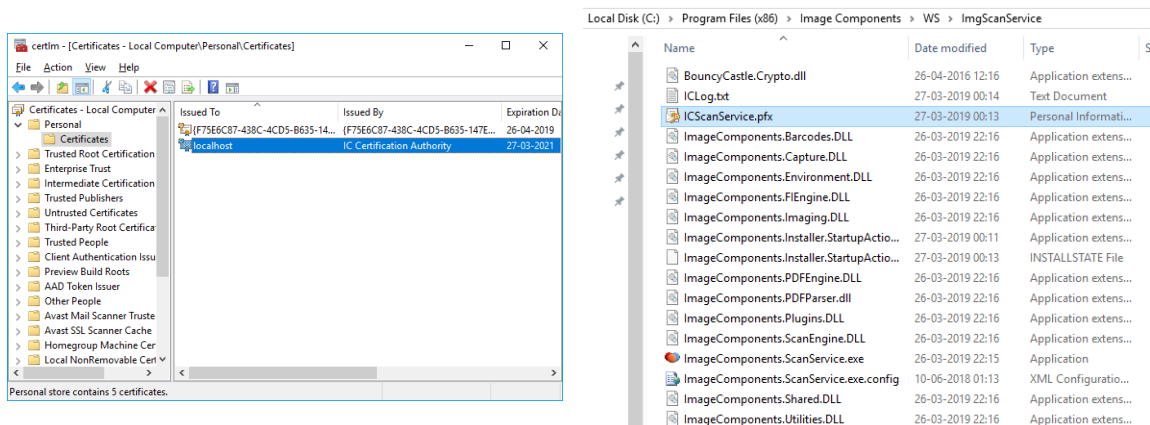 certlm - [Certificates - Local Computer\Personal\Certificates]
File Action View Help
Certificates - Local Computer
Personal
Certificates
Trusted Root Certification
Enterprise Trust
Intermediate Certification
Trusted Publishers
Untrusted Certificates
Third-Party Root Certificat
Trusted People
Client Authentication Issu
Preview Build Roots
AAD Token Issuer
Other People
Avast Mail Scanner Truste
Avast SSL Scanner Cache
Homegroup Machine Cer
Local NonRemovable Cert
Issued To Issued By Expiration Da
{F75E6C87-438C-4CD5-B635-14... {F75E6C87-438C-4CD5-B635-147E... 26-04-2019
localhost IC Certification Authority 27-03-2021
Personal store contains 5 certificates.
Local Disk (C:) > Program Files (x86) > Image Components > WS > ImgScanService
Name Date modified Type S
BouncyCastle.Crypto.dll 26-04-2016 12:16 Application extens...
ICLog.txt 27-03-2019 00:14 Text Document
ICScanService.pfx 27-03-2019 00:13 Personal Informati...
ImageComponents.Barcodes.DLL 26-03-2019 22:16 Application extens...
ImageComponents.Capture.DLL 26-03-2019 22:16 Application extens...
ImageComponents.Environment.DLL 26-03-2019 22:16 Application extens...
ImageComponents.FIEngine.DLL 26-03-2019 22:16 Application extens...
ImageComponents.Imaging.DLL 26-03-2019 22:16 Application extens...
ImageComponents.Installer.StartupActio... 27-03-2019 00:11 Application extens...
ImageComponents.Installer.StartupActio... 27-03-2019 00:13 INSTALLSTATE File
ImageComponents.PDFEngine.DLL 26-03-2019 22:16 Application extens...
ImageComponents.PDFParser.dll 26-03-2019 22:16 Application extens...
ImageComponents.Plugins.DLL 26-03-2019 22:16 Application extens...
ImageComponents.ScanEngine.DLL 26-03-2019 22:16 Application extens...
ImageComponents.ScanService.exe 26-03-2019 22:15 Application
ImageComponents.ScanService.exe.config 10-06-2018 01:13 XML Configuratio...
ImageComponents.Shared.DLL 26-03-2019 22:16 Application extens...
ImageComponents.Utilities.DLL 26-03-2019 22:16 Application extens...